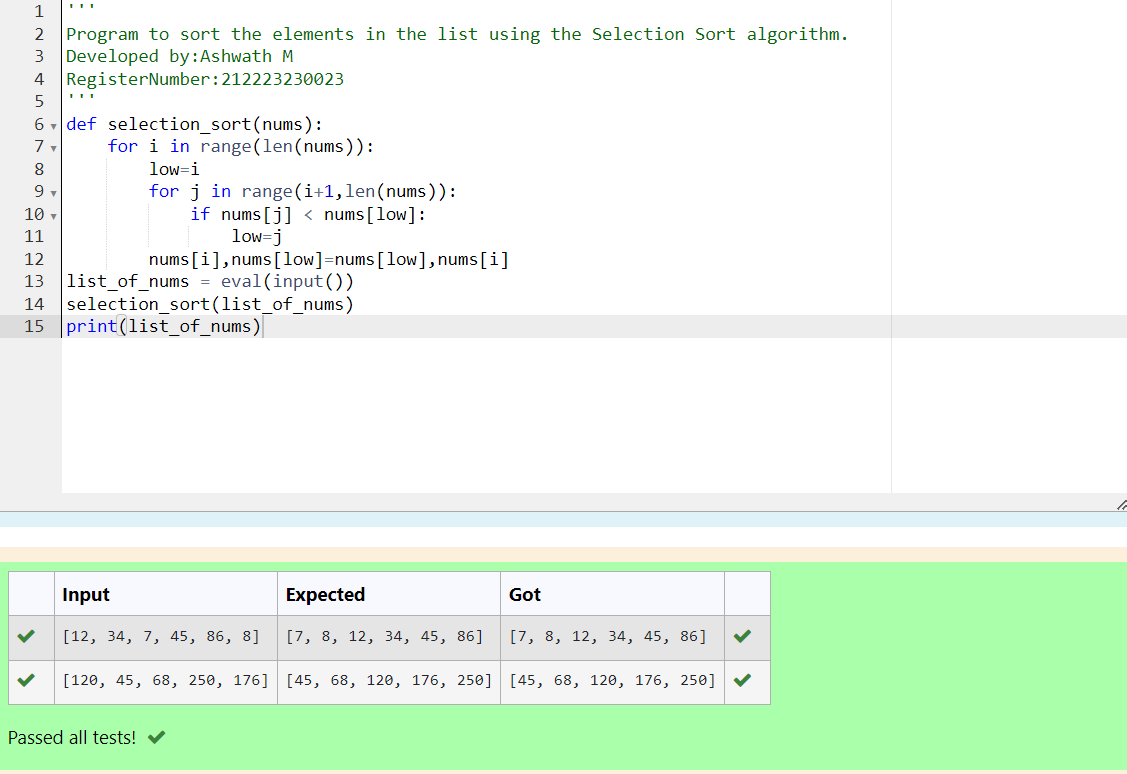 1 '''
2 Program to sort the elements in the list using the Selection Sort algorithm.
3 Developed by:Ashwath M
4 RegisterNumber:212223230023
5 '''
6 def selection_sort(nums):
7     for i in range(len(nums)):
8         low=i
9         for j in range(i+1,len(nums)):
10             if nums[j] < nums[low]:
11                 low=j
12         nums[i],nums[low]=nums[low],nums[i]
13 list_of_nums = eval(input())
14 selection_sort(list_of_nums)
15 print(list_of_nums)
Input Expected Got
[12, 34, 7, 45, 86, 8] [7, 8, 12, 34, 45, 86] [7, 8, 12, 34, 45, 86]
[120, 45, 68, 250, 176] [45, 68, 120, 176, 250] [45, 68, 120, 176, 250]
Passed all tests!